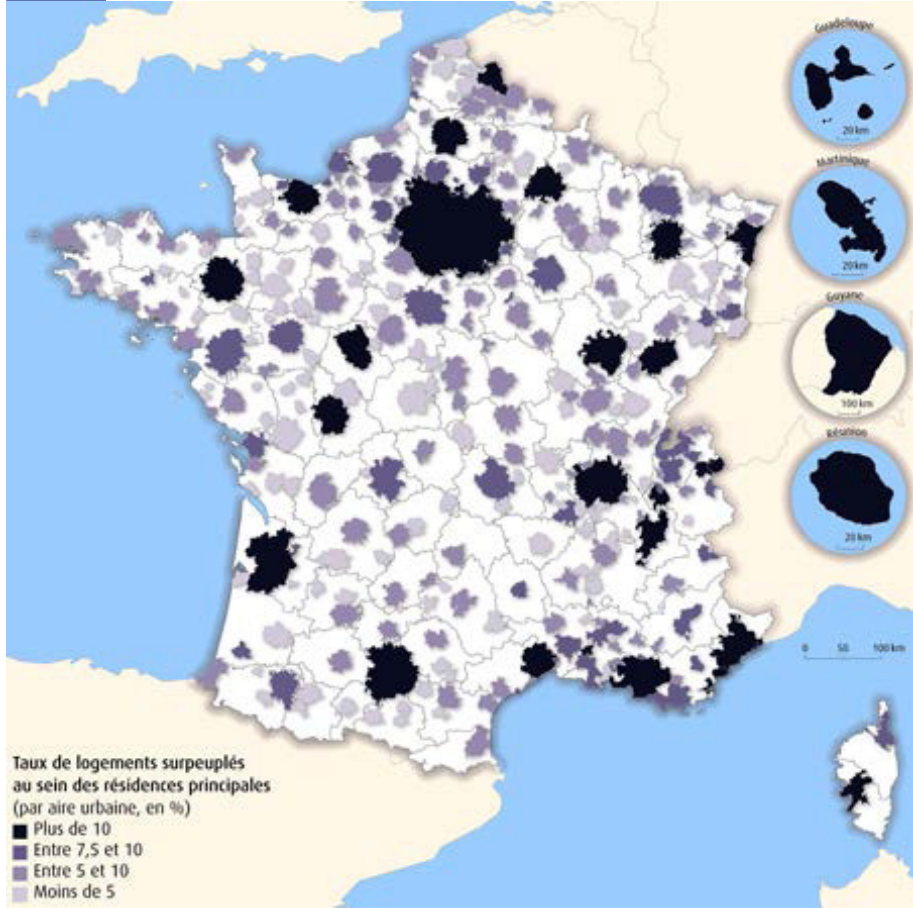 Guadeloupe
20 km
Martinique
20 km
Guyane
100 km
Réunion
20 km
0 50 100 km
Taux de logements surpeuplés
au sein des résidences principales
(par aire urbaine, en %)
Plus de 10
Entre 7,5 et 10
Entre 5 et 10
Moins de 5